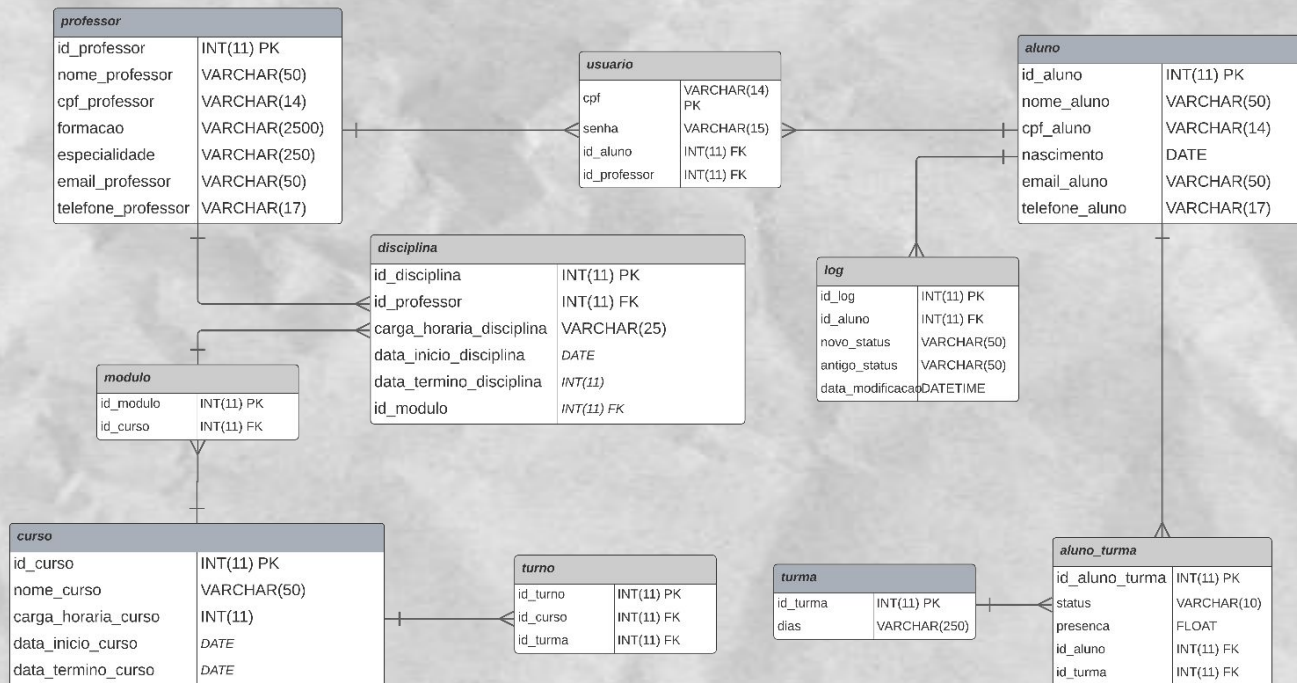 professor
id_professor INT(11) PK
nome_professor VARCHAR(50)
cpf_professor VARCHAR(14)
formacao VARCHAR(2500)
especialidade VARCHAR(250)
email_professor VARCHAR(50)
telefone_professor VARCHAR(17)
usuario
cpf VARCHAR(14) PK
senha VARCHAR(15)
id_aluno INT(11) FK
id_professor INT(11) FK
aluno
id_aluno INT(11) PK
nome_aluno VARCHAR(50)
cpf_aluno VARCHAR(14)
nascimento DATE
email_aluno VARCHAR(50)
telefone_aluno VARCHAR(17)
disciplina
id_disciplina INT(11) PK
id_professor INT(11) FK
carga_horaria_disciplina VARCHAR(25)
data_inicio_disciplina DATE
data_termino_disciplina INT(11)
id_modulo INT(11) FK
log
id_log INT(11) PK
id_aluno INT(11) FK
novo_status VARCHAR(50)
antigo_status VARCHAR(50)
data_modificacao DATETIME
modulo
id_modulo INT(11) PK
id_curso INT(11) FK
curso
id_curso INT(11) PK
nome_curso VARCHAR(50)
carga_horaria_curso INT(11)
data_inicio_curso DATE
data_termino_curso DATE
turno
id_turno INT(11) PK
id_curso INT(11) FK
id_turma INT(11) FK
turma
id_turma INT(11) PK
dias VARCHAR(250)
aluno_turma
id_aluno_turma INT(11) PK
status VARCHAR(10)
presenca FLOAT
id_aluno INT(11) FK
id_turma INT(11) FK